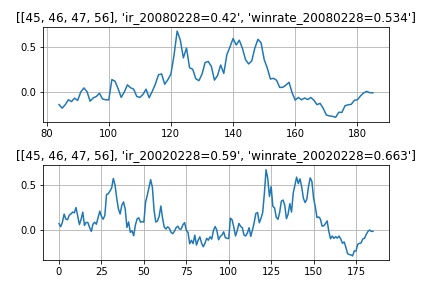 [[45, 46, 47, 56], 'ir_20080228=0.42', 'winrate_20080228=0.534']
0.5
0.0
80 100 120 140 160 180
[[45, 46, 47, 56], 'ir_20020228=0.59', 'winrate_20020228=0.663']
0.5
0.0
0 25 50 75 100 125 150 175